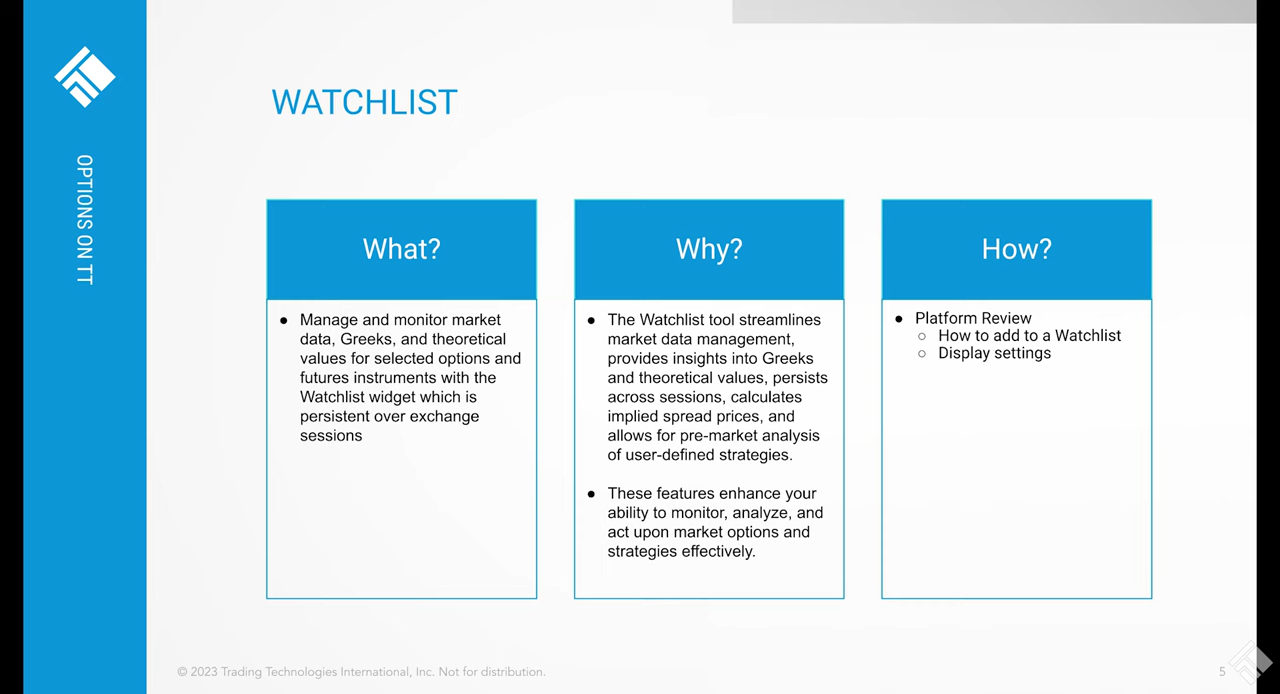 OPTIONS ON TT
WATCHLIST
What?
● Manage and monitor market
data, Greeks, and theoretical
values for selected options and
futures instruments with the
Watchlist widget which is
persistent over exchange
sessions
Why?
● The Watchlist tool streamlines
market data management,
provides insights into Greeks
and theoretical values, persists
across sessions, calculates
implied spread prices, and
allows for pre-market analysis
of user-defined strategies.
● These features enhance your
ability to monitor, analyze, and
act upon market options and
strategies effectively.
How?
● Platform Review
○ How to add to a Watchlist
○ Display settings
© 2023 Trading Technologies International, Inc. Not for distribution.
5